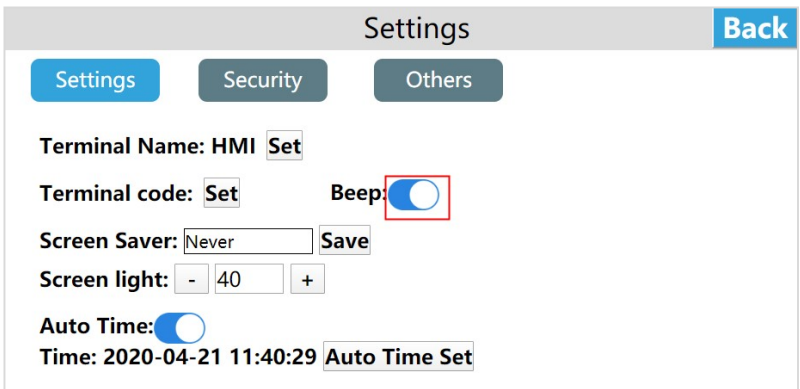 Settings Back
Settings Security Others
Terminal Name: HMI Set
Terminal code: Set Beep:
Screen Saver: Never Save
Screen light: - 40 +
Auto Time:
Time: 2020-04-21 11:40:29 Auto Time Set